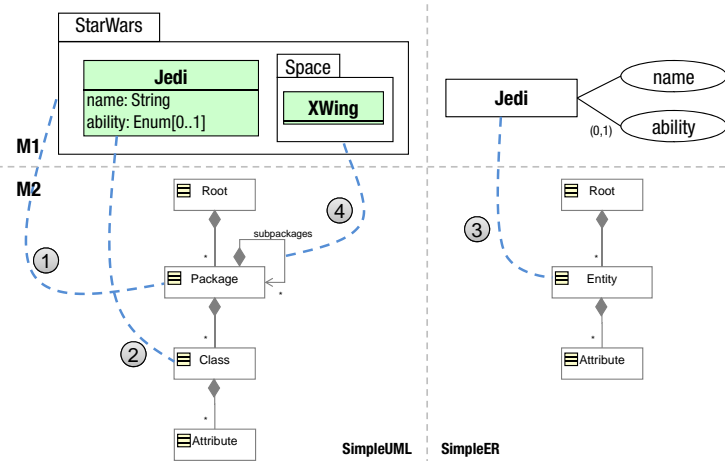 StarWars
Jedi
name: String
ability: Enum[0..1]
Space
XWing
M1
Jedi
name
ability
(0,1)
M2
Root
*
subpackages
Package
*
*
Class
*
Attribute
1
2
4
SimpleUML
3
Root
*
Entity
*
Attribute
SimpleER